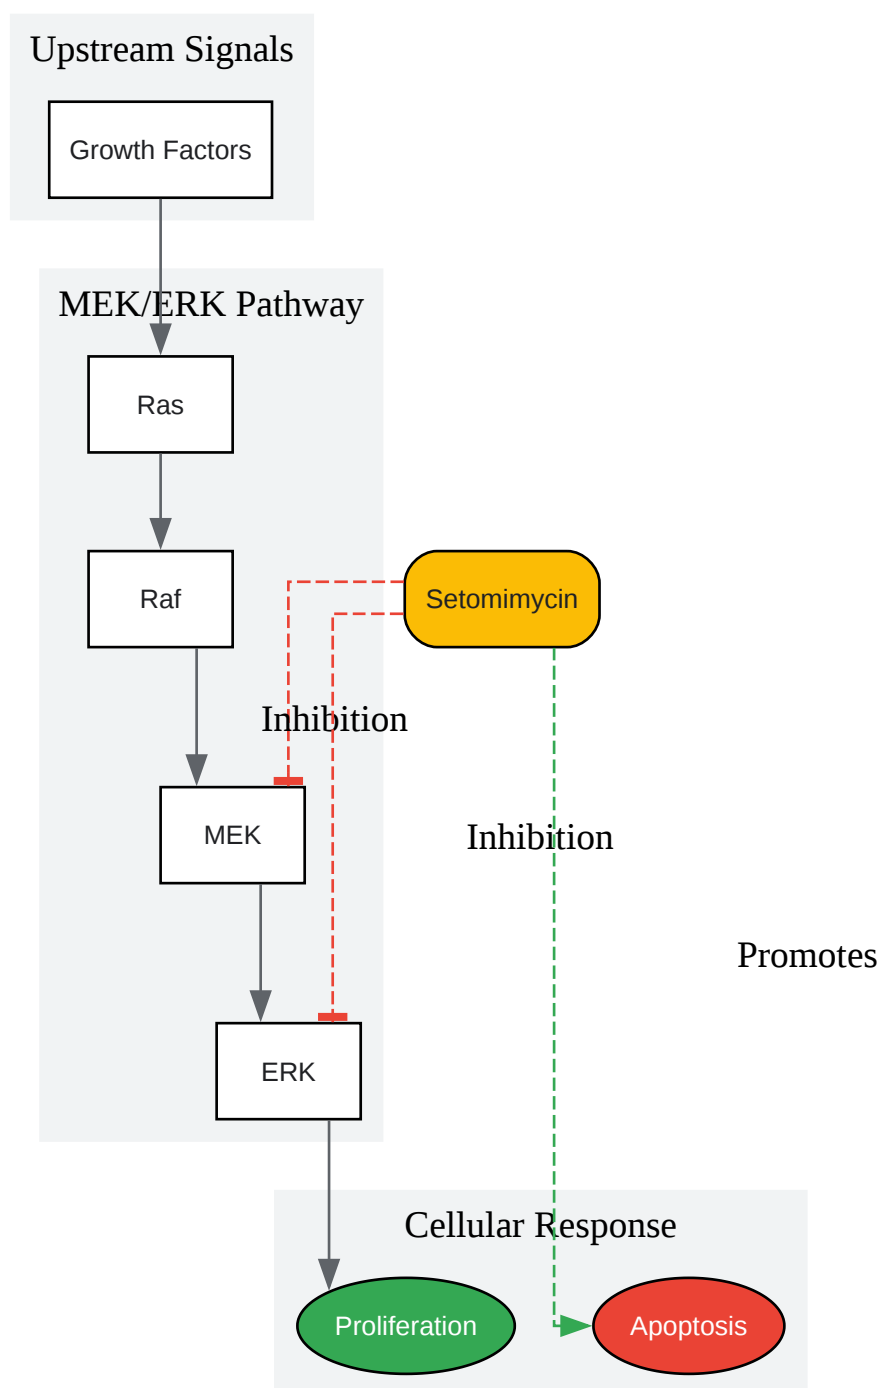 Upstream Signals
Growth Factors
MEK/ERK Pathway
Ras
Raf
Setomimycin
Inhibition
MEK
Inhibition
Promotes
ERK
Cellular Response
Proliferation
Apoptosis